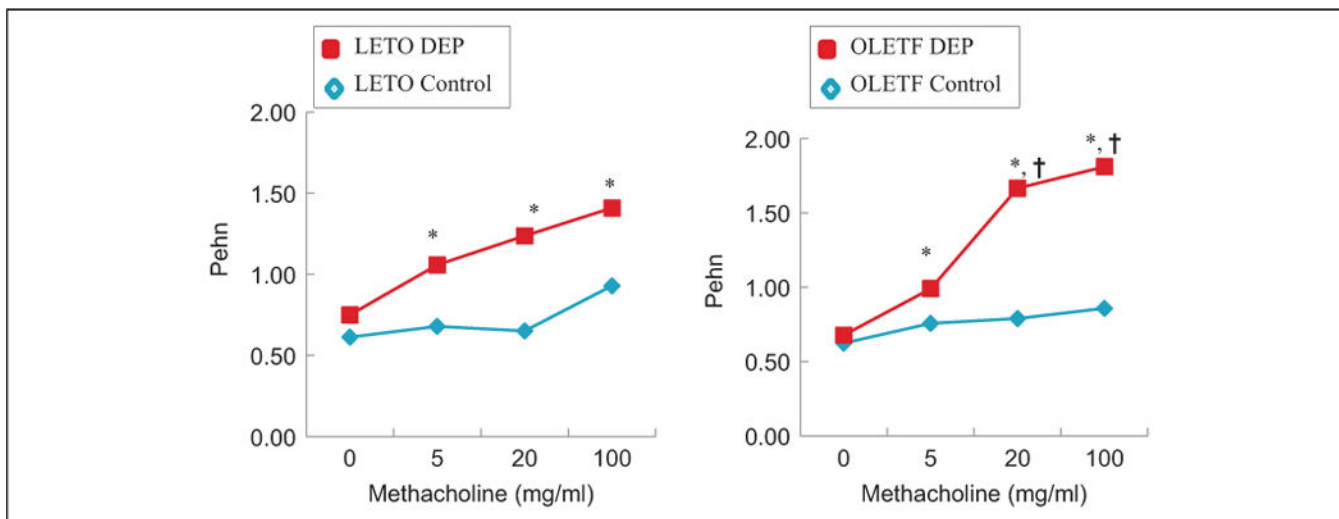 LETO DEP
LETO Control
2.00
*
*
*
1.50
1.00
0.50
0.00
Pehn
0 5 20 100
Methacholine (mg/ml)
OLETF DEP
OLETF Control
2.00
*
*, †
*, †
1.50
1.00
0.50
0.00
Pehn
0 5 20 100
Methacholine (mg/ml)